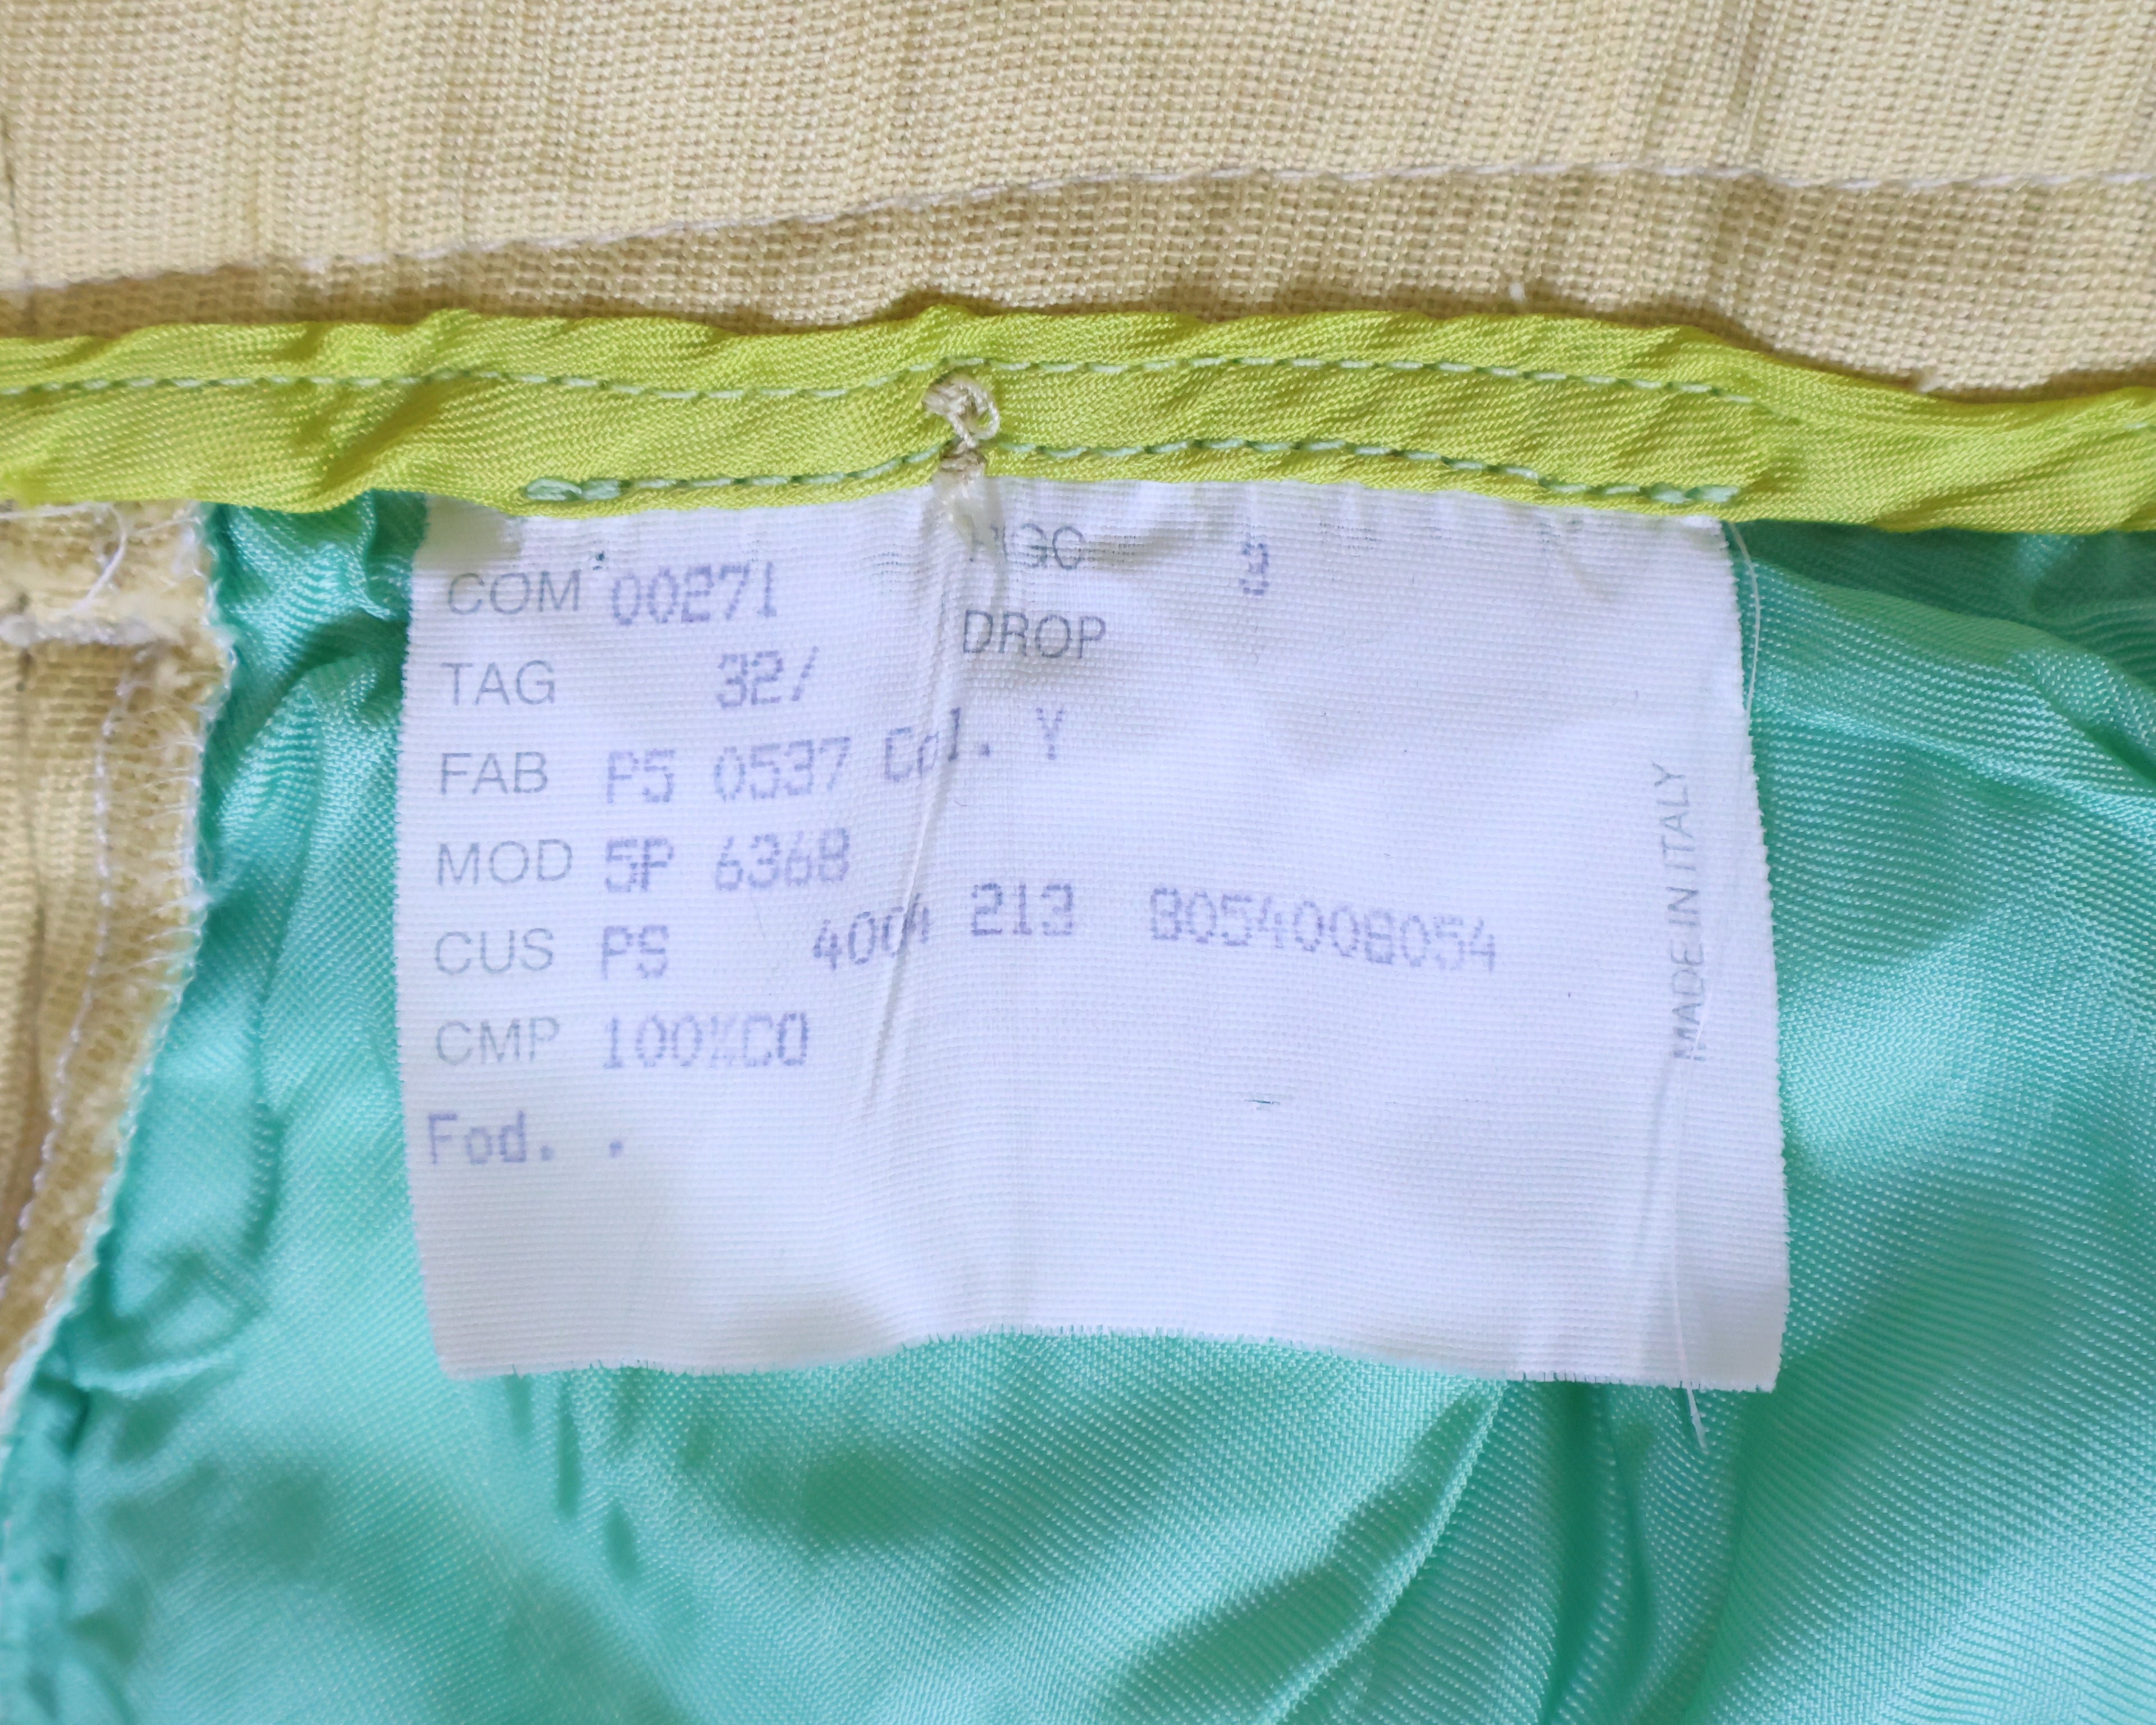 COM 00271
DROP
TAG 32/
FAB PS 0537 Col. Y
MOD 5P 6368
CUS PS 4004 213 8054008054
CMP 100%CO
Fod. .
MADE IN ITALY